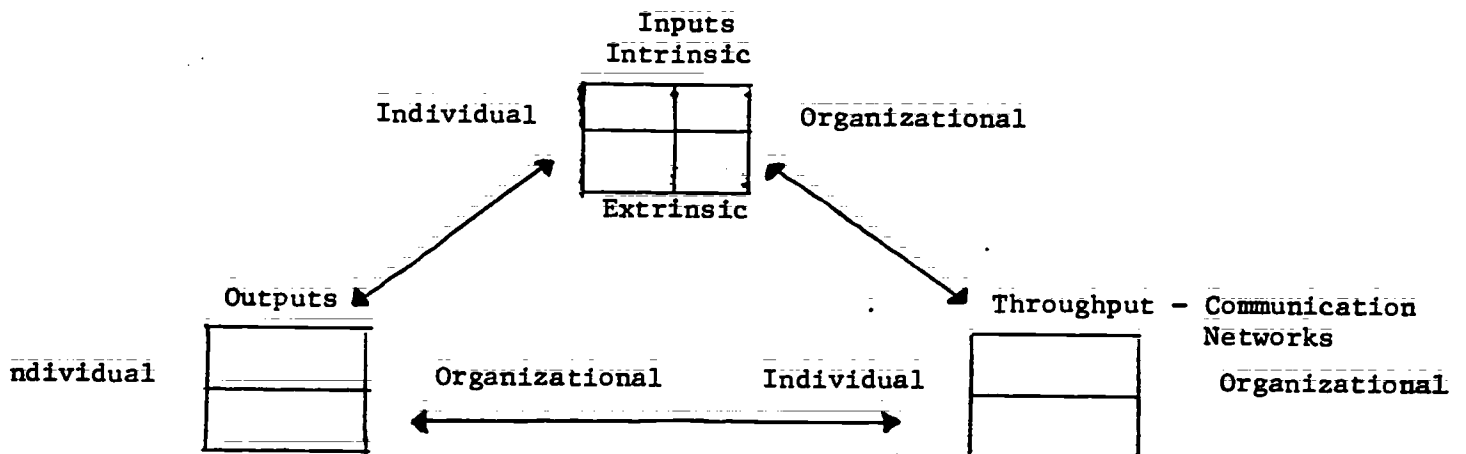 Inputs
Intrinsic
Individual
Organizational
Extrinsic
Outputs
Throughput - Communication
Networks
ndividual
Organizational
Individual
Organizational